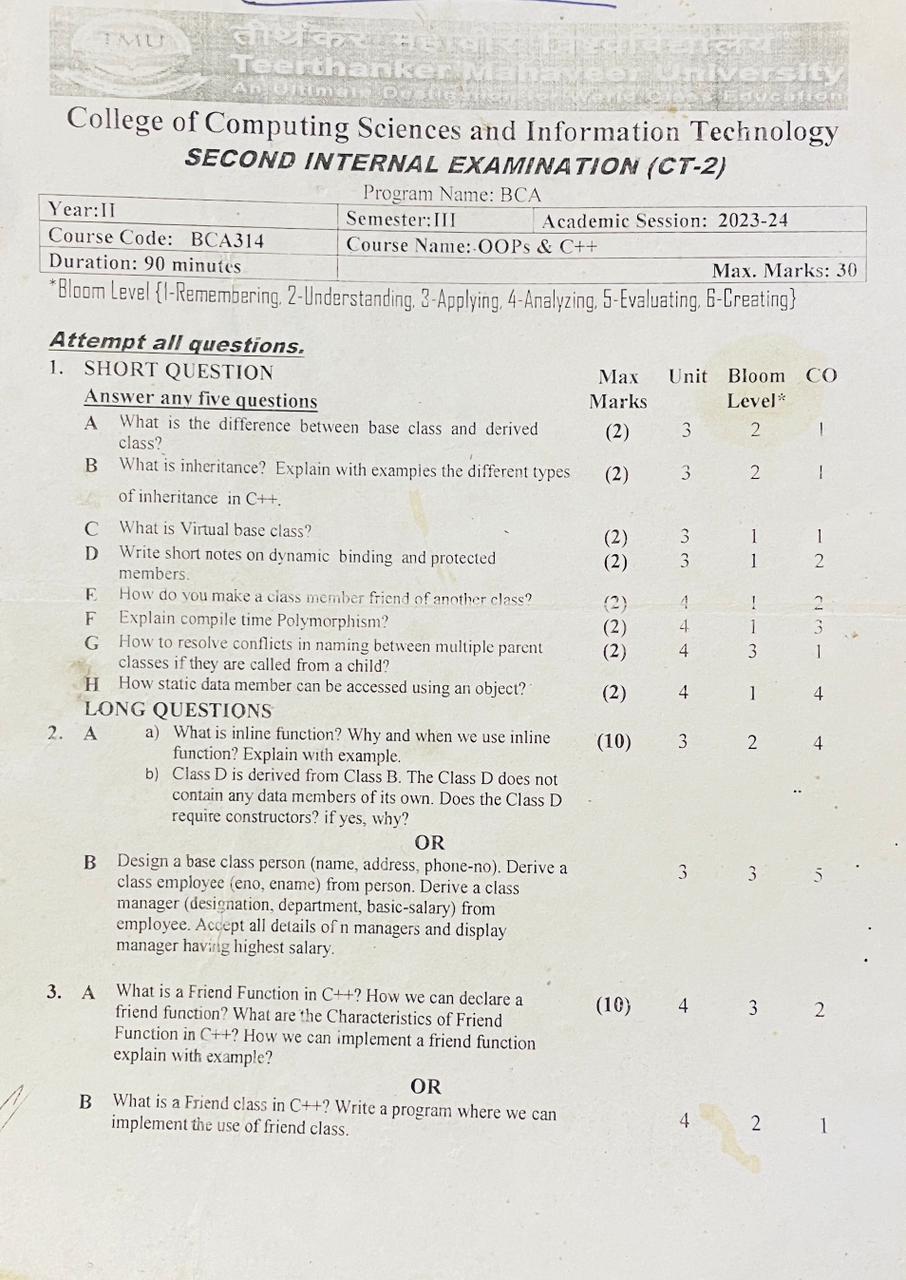 TMU
तीर्थंकर महावीर विश्वविद्यालय
Teerthanker Mahaveer University
An Ultimate Destination for World Class Education
College of Computing Sciences and Information Technology
SECOND INTERNAL EXAMINATION (CT-2)
Program Name: BCA
Year:II Semester:III Academic Session: 2023-24
Course Code: BCA314 Course Name: OOPs & C++
Duration: 90 minutes Max. Marks: 30
*Bloom Level {1-Remembering, 2-Understanding, 3-Applying, 4-Analyzing, 5-Evaluating, 6-Creating}
Attempt all questions.
1. SHORT QUESTION Max Unit Bloom CO
Answer any five questions Marks Level*
A What is the difference between base class and derived (2) 3 2 1
class?
B What is inheritance? Explain with examples the different types (2) 3 2 1
of inheritance in C++.
C What is Virtual base class? (2) 3 1 1
D Write short notes on dynamic binding and protected (2) 3 1 2
members.
E How do you make a class member friend of another class? (2) 4 1 2
F Explain compile time Polymorphism? (2) 4 1 3
G How to resolve conflicts in naming between multiple parent (2) 4 3 1
classes if they are called from a child?
H How static data member can be accessed using an object? (2) 4 1 4
LONG QUESTIONS
2. A a) What is inline function? Why and when we use inline (10) 3 2 4
function? Explain with example.
b) Class D is derived from Class B. The Class D does not
contain any data members of its own. Does the Class D
require constructors? if yes, why?
OR
B Design a base class person (name, address, phone-no). Derive a 3 3 5
class employee (eno, ename) from person. Derive a class
manager (designation, department, basic-salary) from
employee. Accept all details of n managers and display
manager having highest salary.
3. A What is a Friend Function in C++? How we can declare a (10) 4 3 2
friend function? What are the Characteristics of Friend
Function in C++? How we can implement a friend function
explain with example?
OR
B What is a Friend class in C++? Write a program where we can 4 2 1
implement the use of friend class.